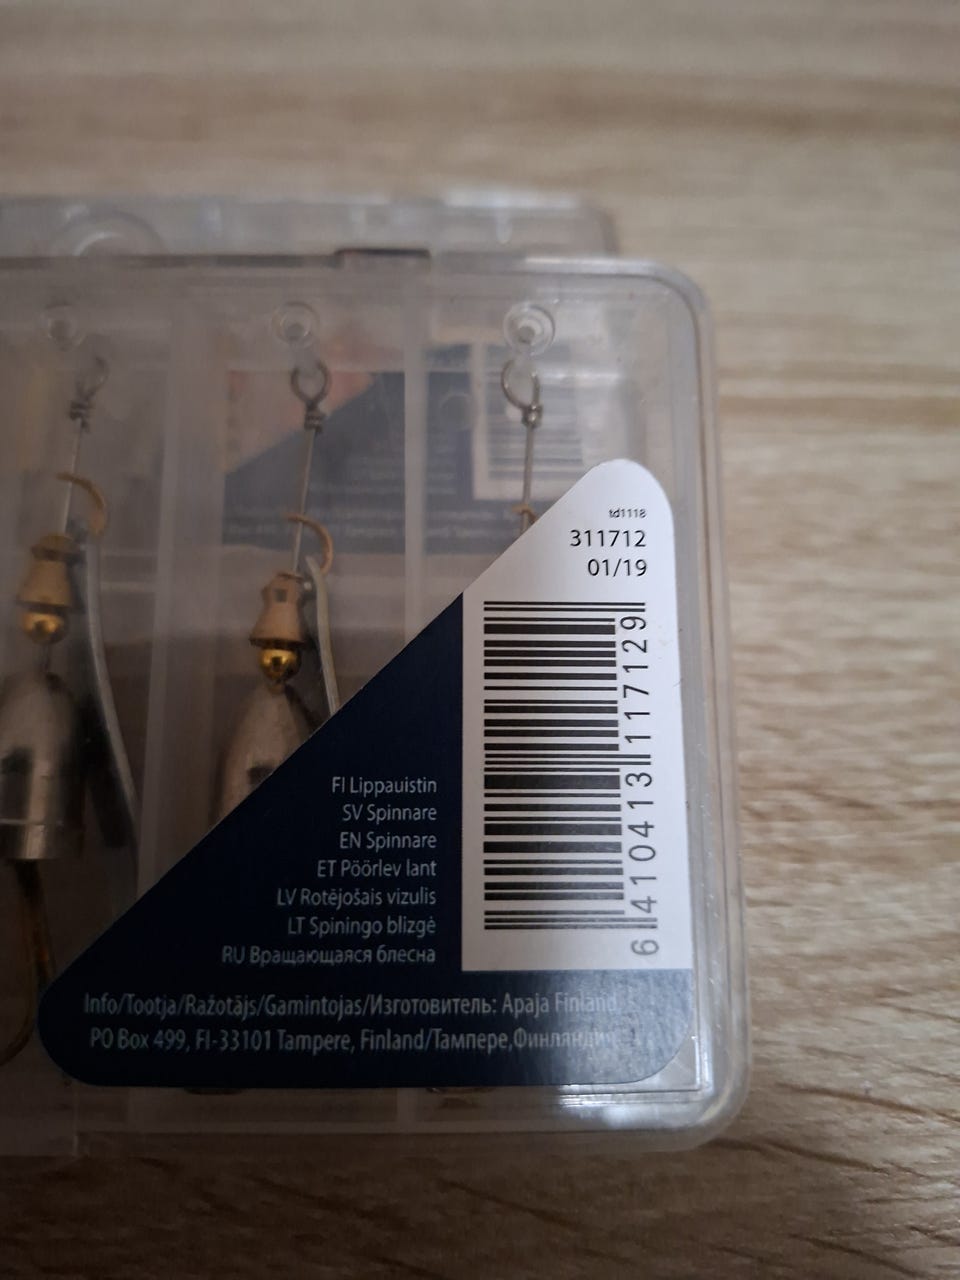 td1118
311712
01/19
6 410413 117129
FI Lippauistin
SV Spinnare
EN Spinnare
ET Pöörlev lant
LV Rotējošais vizulis
LT Spiningo blizgė
RU Вращающаяся блесна
Info/Tootja/Ražotājs/Gamintojas/Изготовитель: Apaja Finland
PO Box 499, FI-33101 Tampere, Finland/Тампере,Финляндия